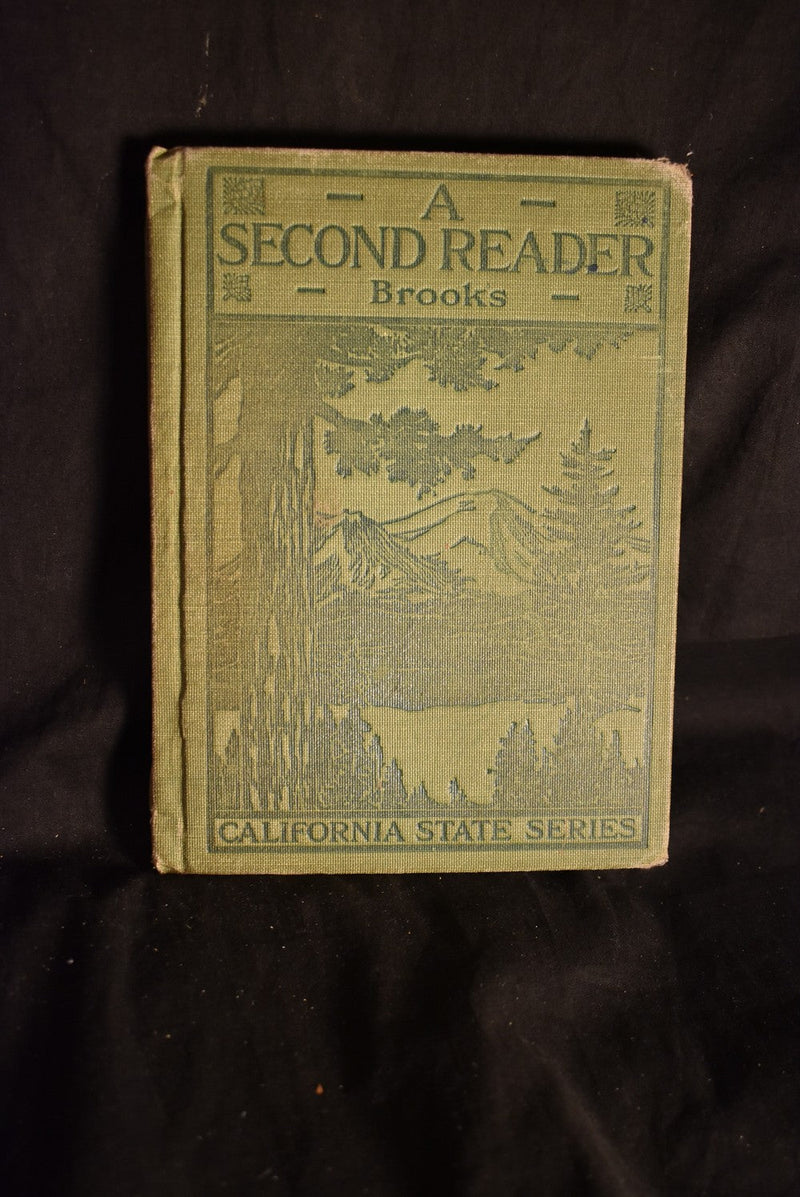 A
SECOND READER
Brooks
CALIFORNIA STATE SERIES